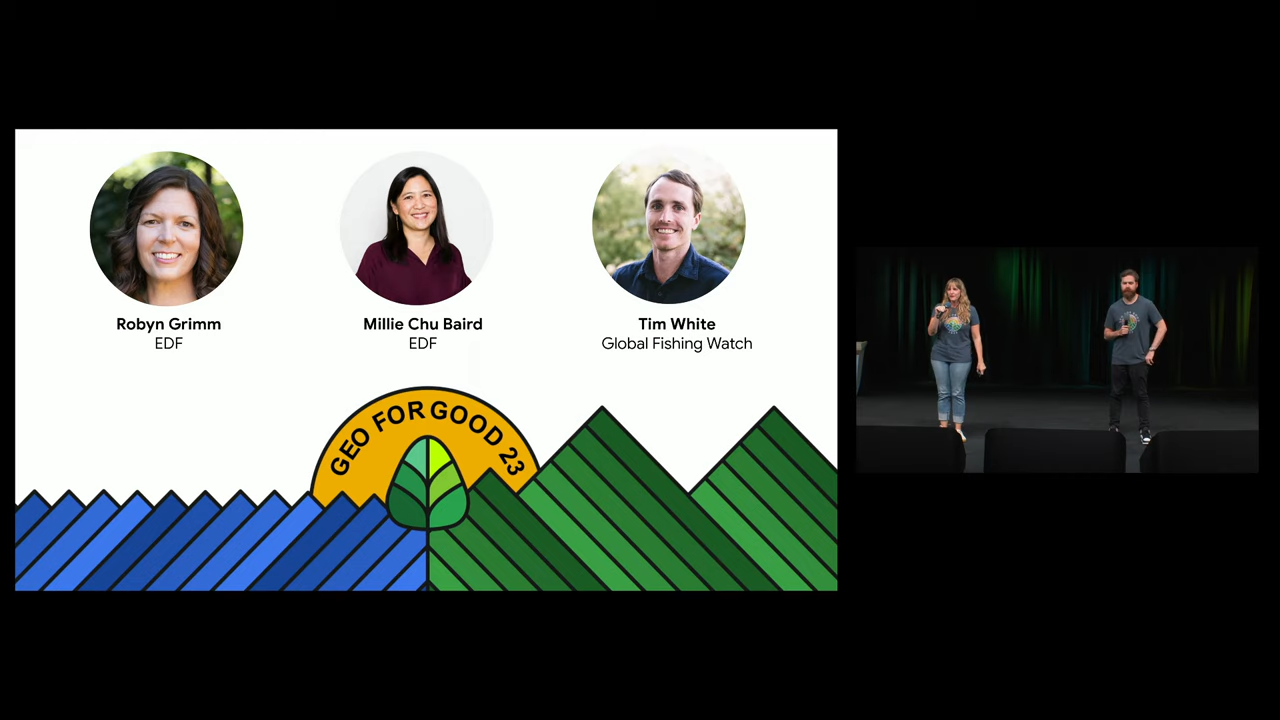 Robyn Grimm
EDF
Millie Chu Baird
EDF
Tim White
Global Fishing Watch
GEO FOR GOOD 23